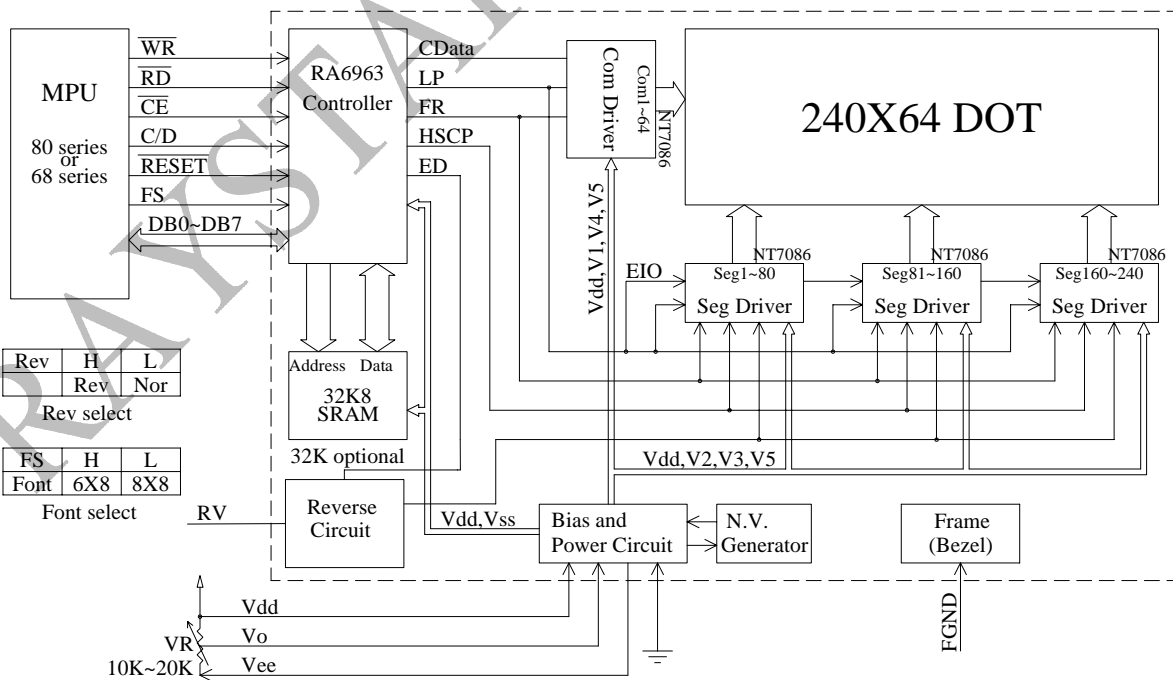 MPU
80 series
or
68 series
WR
RD
CE
C/D
RESET
FS
DB0~DB7
RA6963
Controller
CData
LP
FR
HSCP
ED
Com Driver
Com1~64
NT7086
240X64 DOT
Vdd,V1,V4,V5
EIO
NT7086
Seg1~80
Seg Driver
NT7086
Seg81~160
Seg Driver
NT7086
Seg160~240
Seg Driver
Address Data
32K8
SRAM
32K optional
Rev H L
Rev Nor
Rev select
FS H L
Font 6X8 8X8
Font select
RV
Reverse
Circuit
Vdd,Vss
Vdd,V2,V3,V5
Bias and
Power Circuit
N.V.
Generator
Frame
(Bezel)
FGND
Vdd
VR
Vo
10K~20K
Vee
RAYSTAR